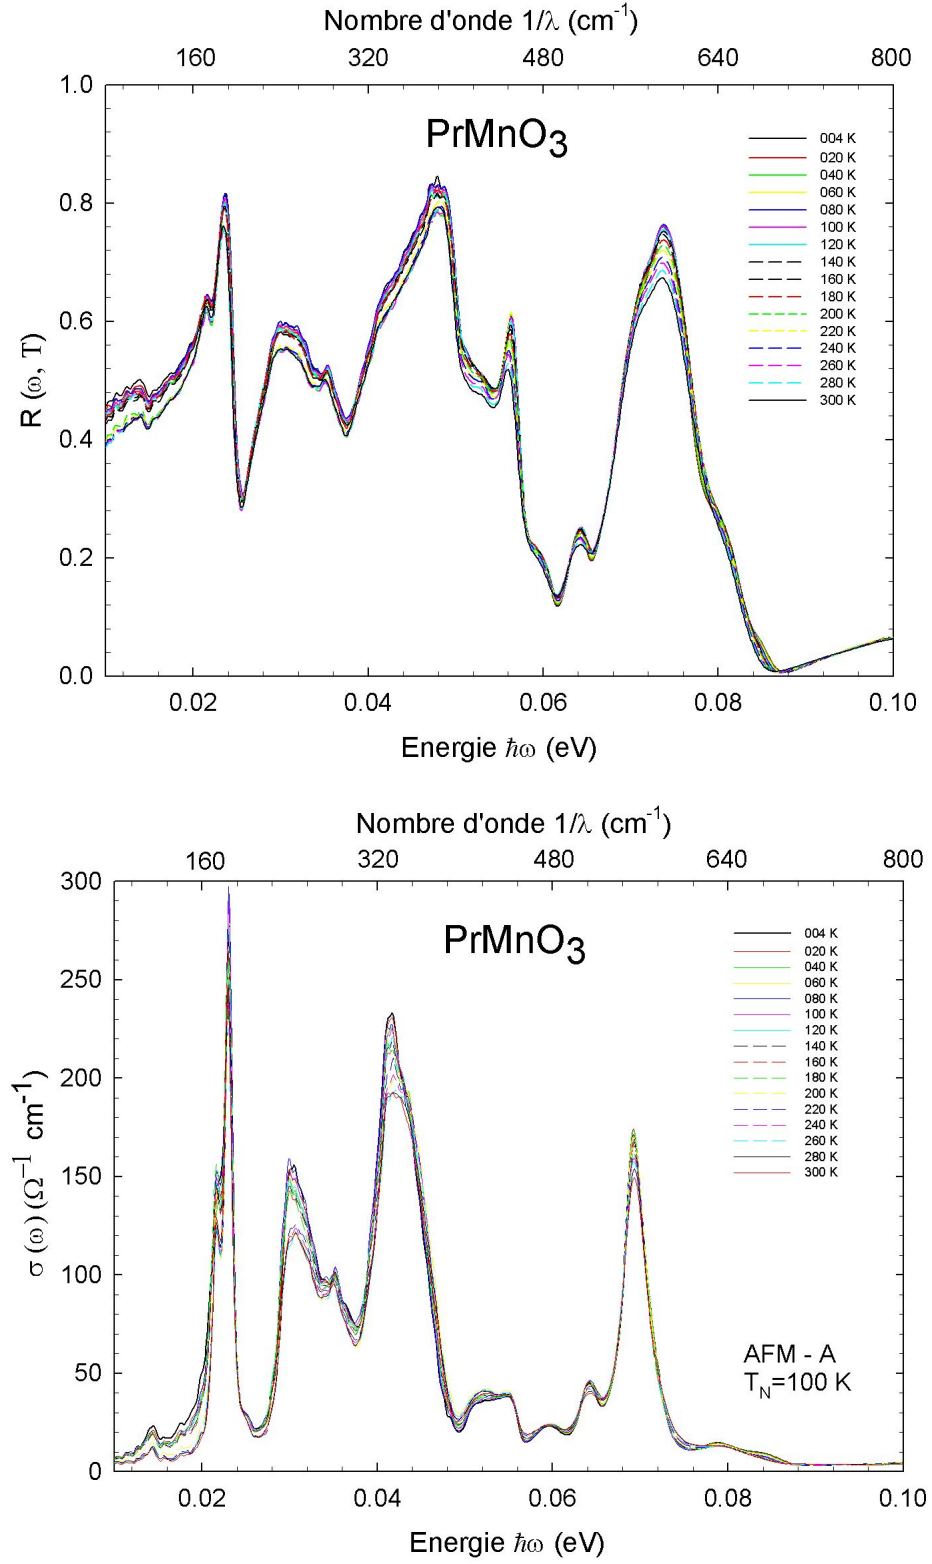 Nombre d'onde 1/λ (cm⁻¹)
160 320 480 640 800
1.0
0.8
0.6
0.4
0.2
0.0
R (ω, T)
PrMnO₃
004 K
020 K
040 K
060 K
080 K
100 K
120 K
140 K
160 K
180 K
200 K
220 K
240 K
260 K
280 K
300 K
0.02 0.04 0.06 0.08 0.10
Energie ħω (eV)
Nombre d'onde 1/λ (cm⁻¹)
160 320 480 640 800
300
250
200
150
100
50
0
σ (ω) (Ω⁻¹ cm⁻¹)
PrMnO₃
004 K
020 K
040 K
060 K
080 K
100 K
120 K
140 K
160 K
180 K
200 K
220 K
240 K
260 K
280 K
300 K
AFM - A
T_N=100 K
0.02 0.04 0.06 0.08 0.10
Energie ħω (eV)